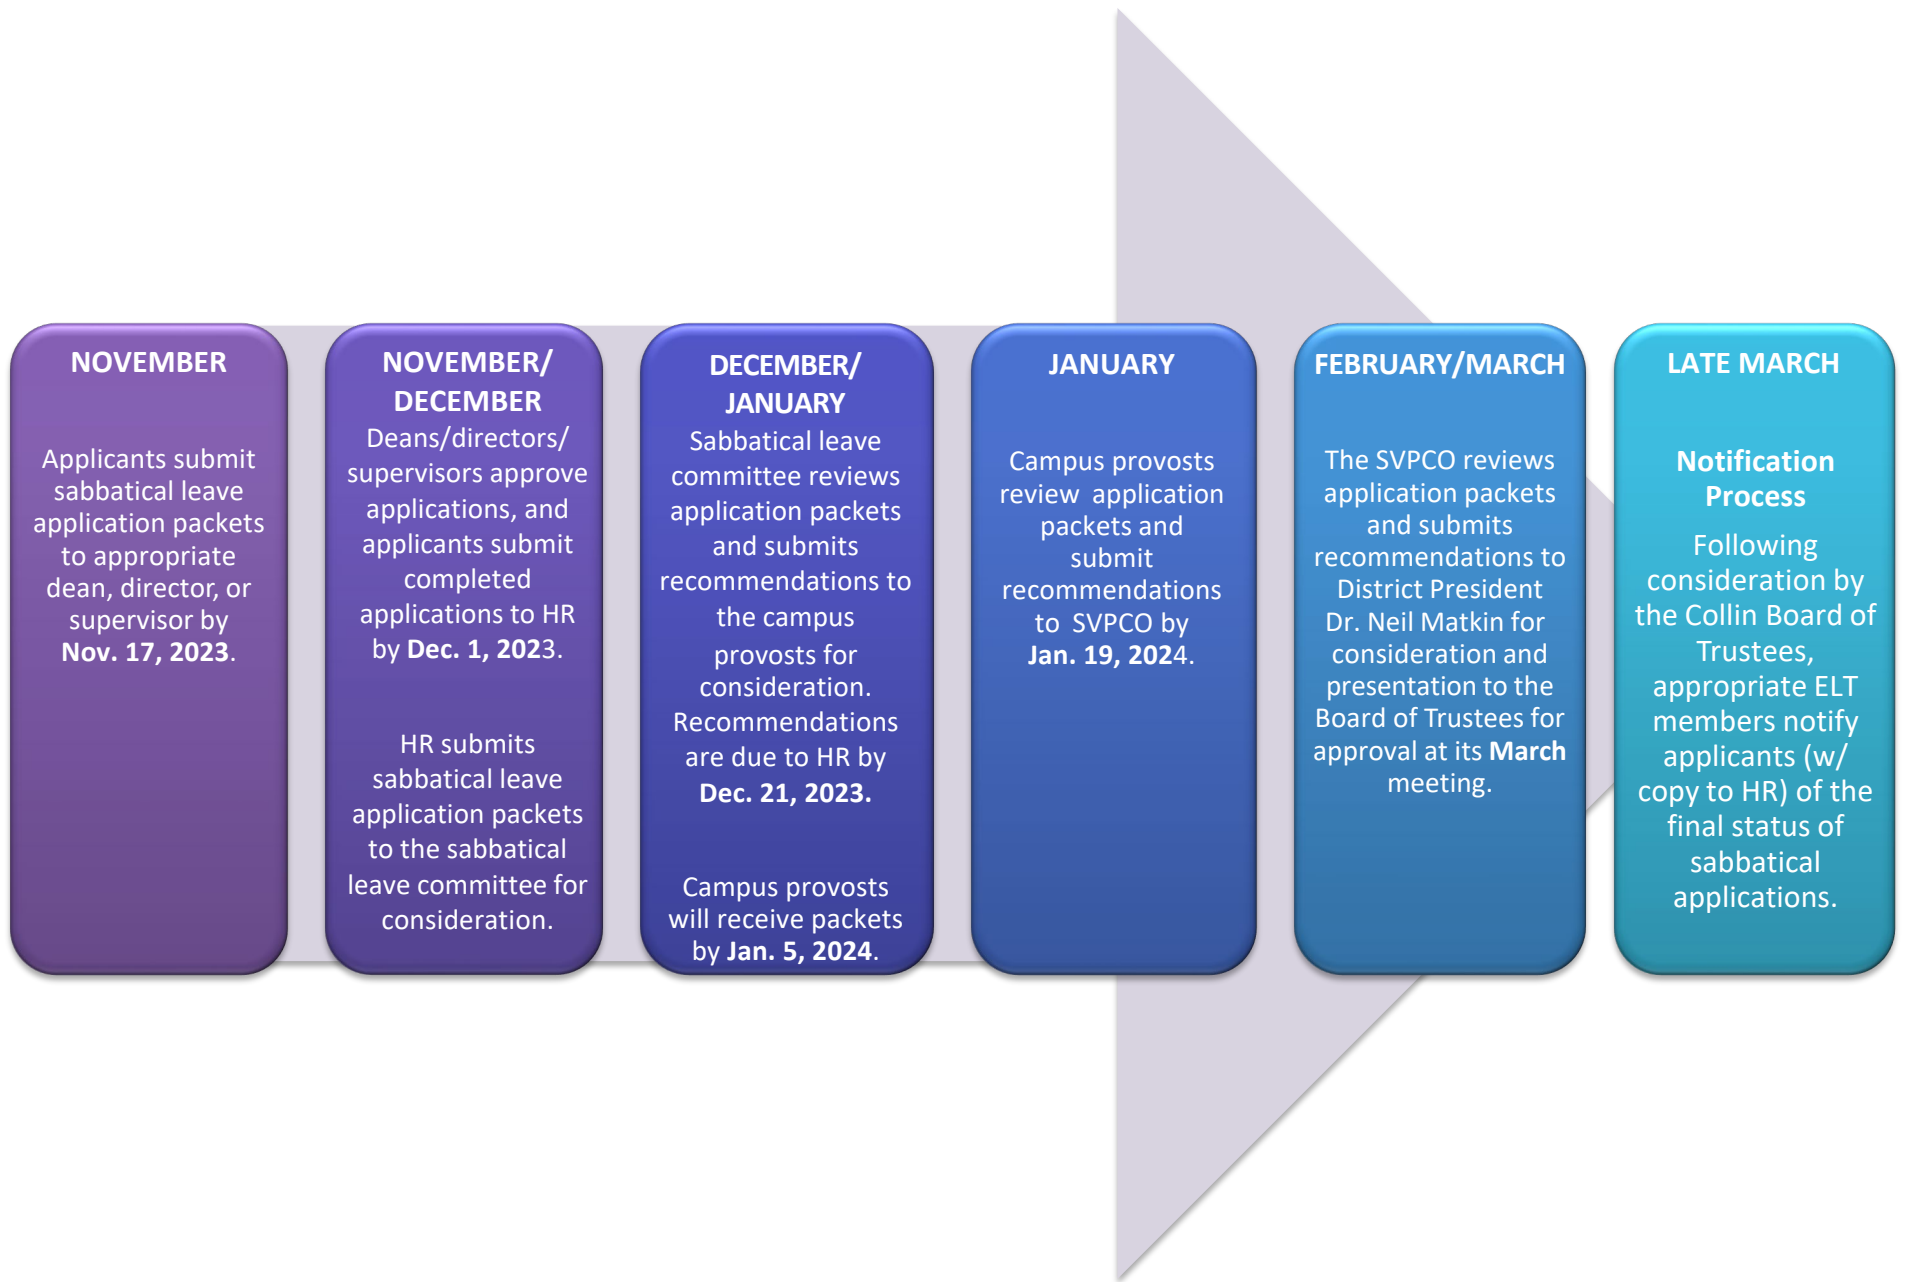 NOVEMBER
Applicants submit
sabbatical leave
application packets
to appropriate
dean, director, or
supervisor by
Nov. 17, 2023.
NOVEMBER/
DECEMBER
Deans/directors/
supervisors approve
applications, and
applicants submit
completed
applications to HR
by Dec. 1, 2023.
HR submits
sabbatical leave
application packets
to the sabbatical
leave committee for
consideration.
DECEMBER/
JANUARY
Sabbatical leave
committee reviews
application packets
and submits
recommendations to
the campus
provosts for
consideration.
Recommendations
are due to HR by
Dec. 21, 2023.
Campus provosts
will receive packets
by Jan. 5, 2024.
JANUARY
Campus provosts
review application
packets and
submit
recommendations
to SVPCO by
Jan. 19, 2024.
FEBRUARY/MARCH
The SVPCO reviews
application packets
and submits
recommendations to
District President
Dr. Neil Matkin for
consideration and
presentation to the
Board of Trustees for
approval at its March
meeting.
LATE MARCH
Notification
Process
Following
consideration by
the Collin Board of
Trustees,
appropriate ELT
members notify
applicants (w/
copy to HR) of the
final status of
sabbatical
applications.